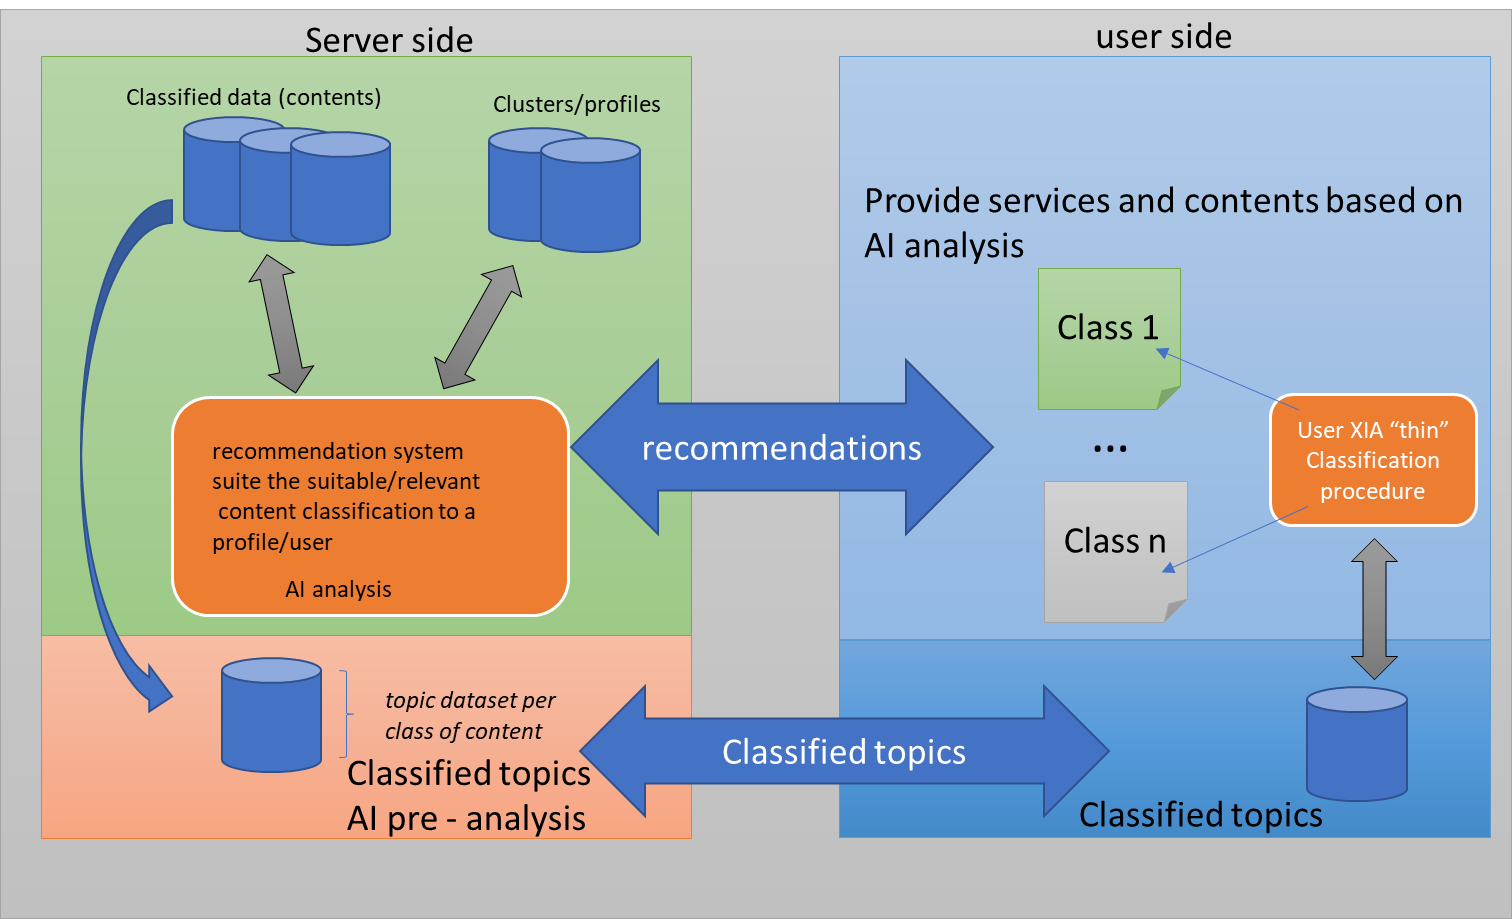 Server side
user side
Classified data (contents)
Clusters/profiles
Provide services and contents based on
AI analysis
Class 1
...
Class n
User XIA “thin”
Classification
procedure
recommendations
recommendation system
suite the suitable/relevant
content classification to a
profile/user
AI analysis
topic dataset per
class of content
Classified topics
AI pre - analysis
Classified topics
Classified topics